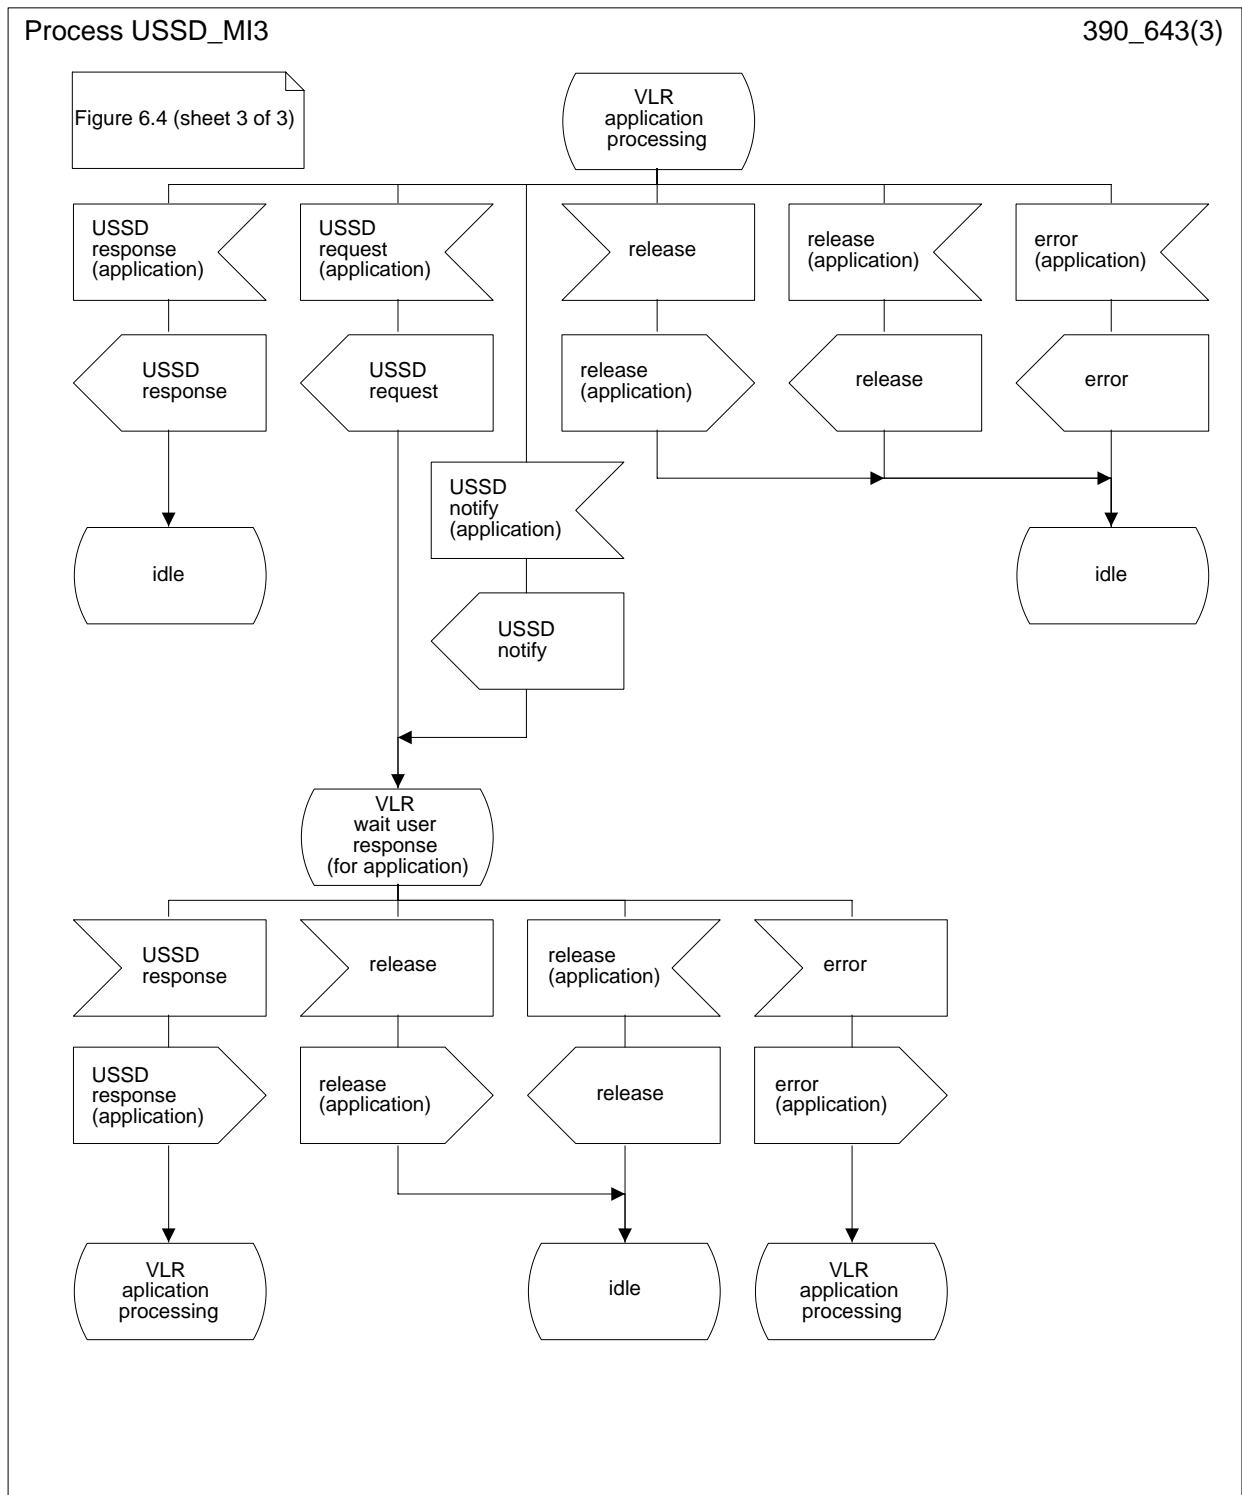 Process USSD_MI3
390_643(3)
Figure 6.4 (sheet 3 of 3)
VLR
application
processing
USSD
response
(application)
USSD
request
(application)
release
release
(application)
error
(application)
USSD
response
USSD
request
release
(application)
release
error
USSD
notify
(application)
idle
idle
USSD
notify
VLR
wait user
response
(for application)
USSD
response
release
release
(application)
error
USSD
response
(application)
release
(application)
release
error
(application)
VLR
aplication
processing
idle
VLR
application
processing